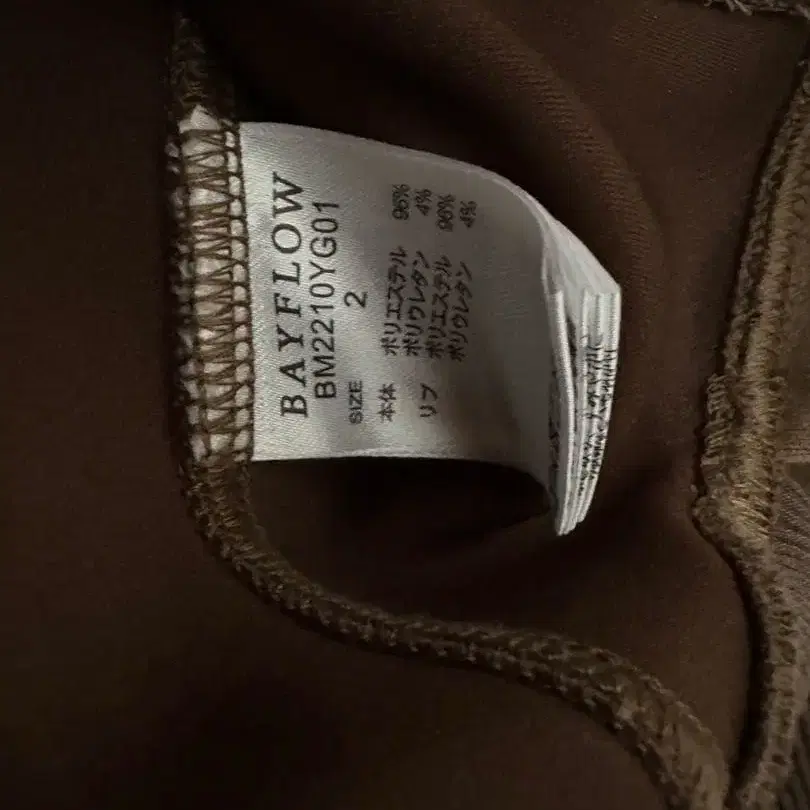 BAYFLOW
BM2210YG01
SIZE 2
本体 ポリエステル 96%
ポリウレタン 4%
リブ ポリエステル 96%
ポリウレタン 4%